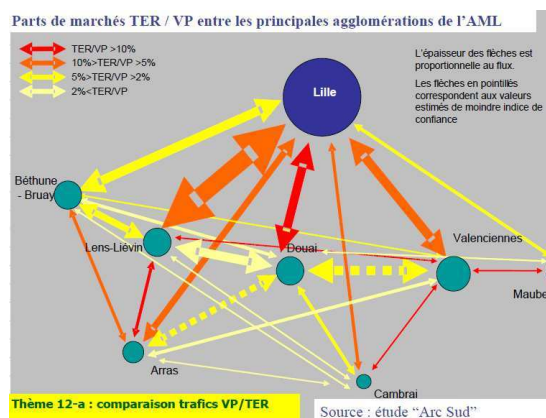 Parts de marchés TER / VP entre les principales agglomérations de l'AML
TER/VP >10%
10%>TER/VP >5%
5%>TER/VP >2%
2%<TER/VP
L'épaisseur des flèches est
proportionnelle au flux.
Les flèches en pointillés
correspondent aux valeurs
estimés de moindre indice de
confiance
Lille
Béthune
- Bruay
Lens-Liévin
Douai
Valenciennes
Maube
Arras
Cambrai
Thème 12-a : comparaison trafics VP/TER
Source : étude “Arc Sud”